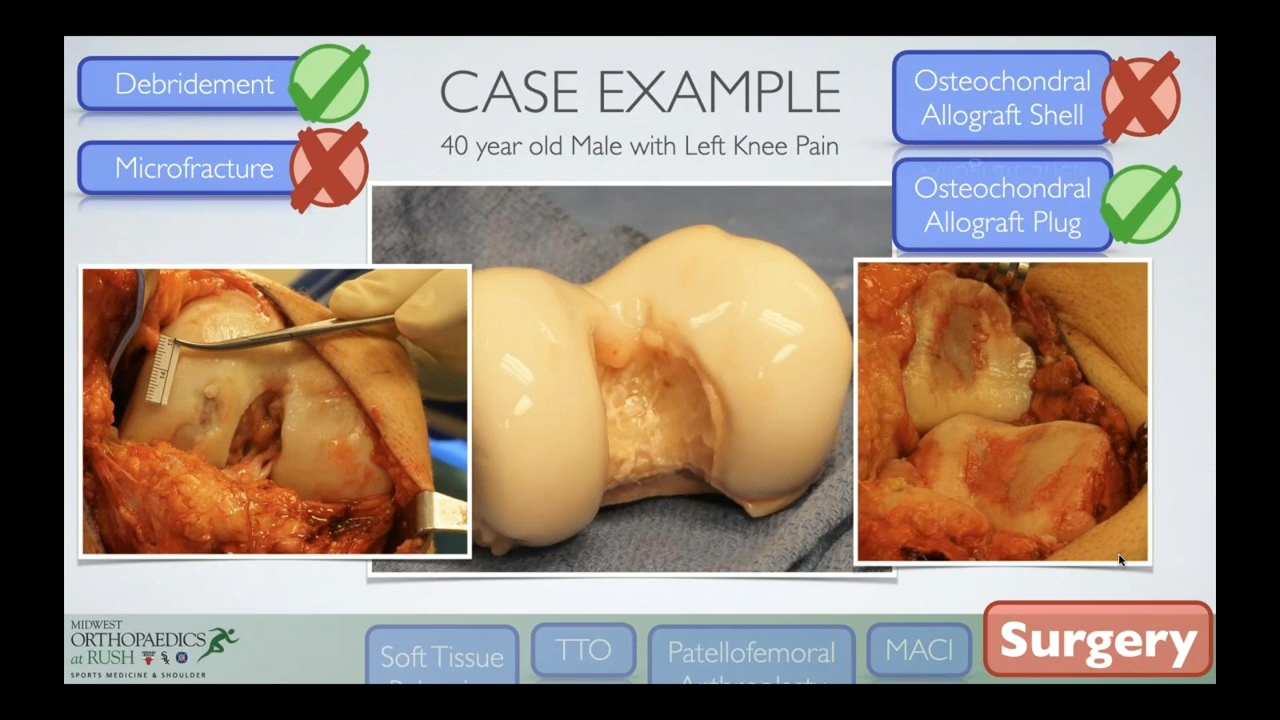 Debridement
Microfracture
CASE EXAMPLE
40 year old Male with Left Knee Pain
Osteochondral
Allograft Shell
Osteochondral
Allograft Plug
MIDWEST
ORTHOPAEDICS
at RUSH
SPORTS MEDICINE & SHOULDER
Soft Tissue
TTO
Patellofemoral
Arthroplasty
MACI
Surgery